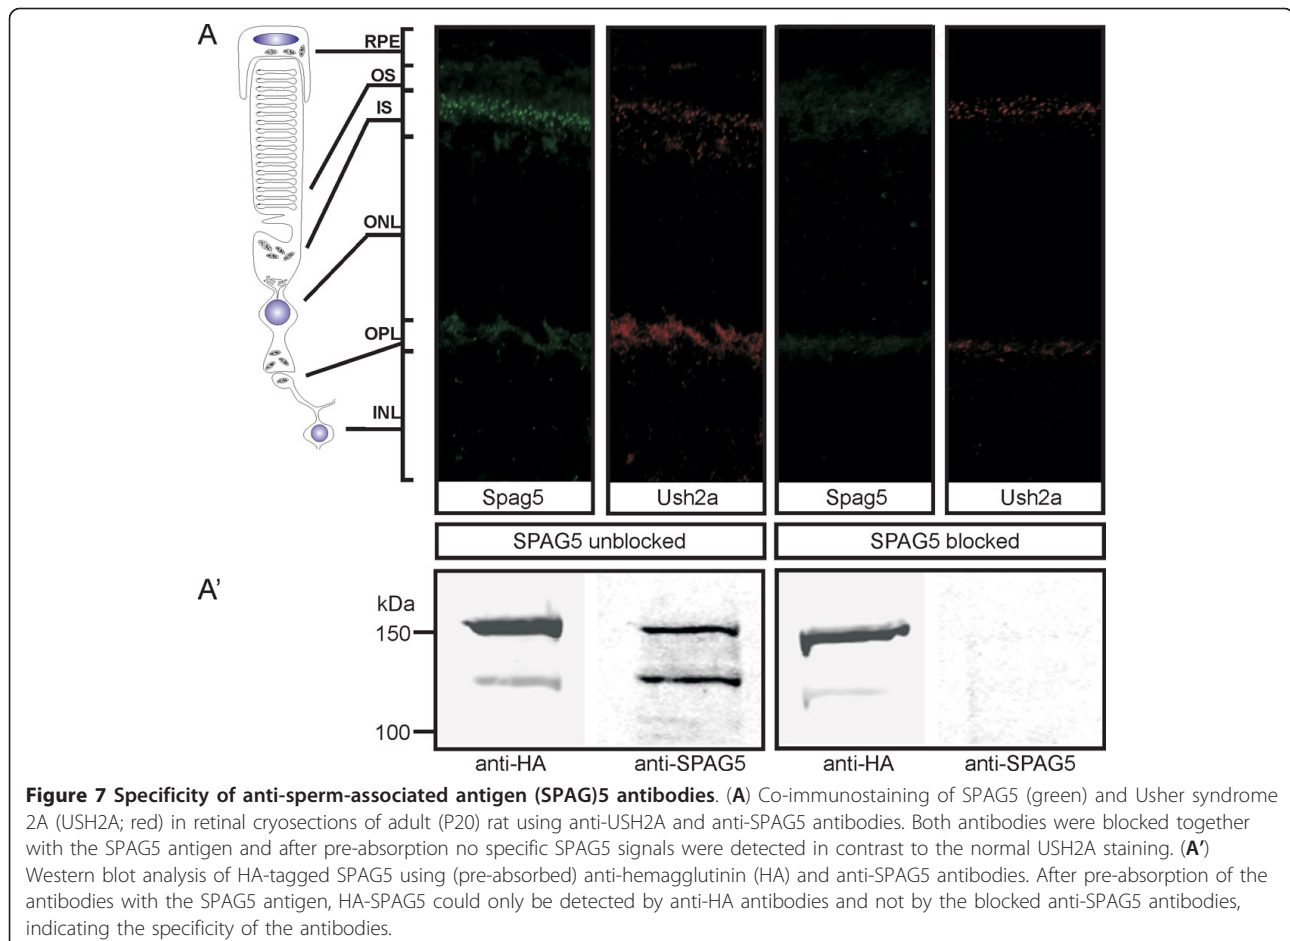 A
RPE
OS
IS
ONL
OPL
INL
Spag5
Ush2a
Spag5
Ush2a
SPAG5 unblocked
SPAG5 blocked
A'
kDa
150
100
anti-HA
anti-SPAG5
anti-HA
anti-SPAG5
Figure 7 Specificity of anti-sperm-associated antigen (SPAG)5 antibodies. (A) Co-immunostaining of SPAG5 (green) and Usher syndrome
2A (USH2A; red) in retinal cryosections of adult (P20) rat using anti-USH2A and anti-SPAG5 antibodies. Both antibodies were blocked together
with the SPAG5 antigen and after pre-absorption no specific SPAG5 signals were detected in contrast to the normal USH2A staining. (A')
Western blot analysis of HA-tagged SPAG5 using (pre-absorbed) anti-hemagglutinin (HA) and anti-SPAG5 antibodies. After pre-absorption of the
antibodies with the SPAG5 antigen, HA-SPAG5 could only be detected by anti-HA antibodies and not by the blocked anti-SPAG5 antibodies,
indicating the specificity of the antibodies.